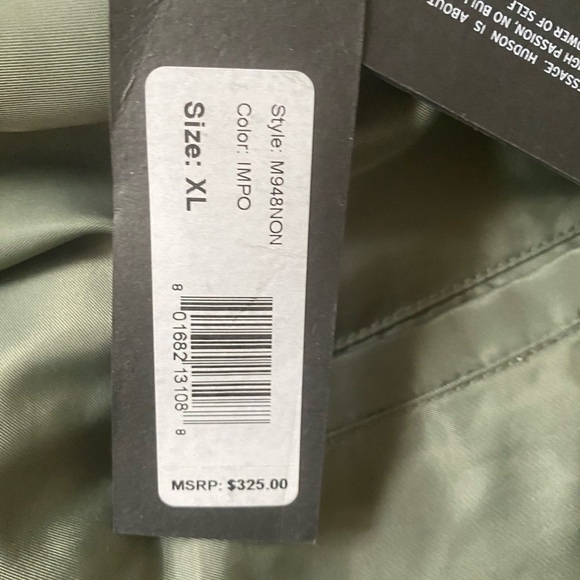 Style: M948NON
Color: IMPO
Size: XL
8 01682 13108 8
MSRP: $325.00
SSAGE. HUDSON IS ABOUT
GH PASSION, NO BU
OWER OF SELF